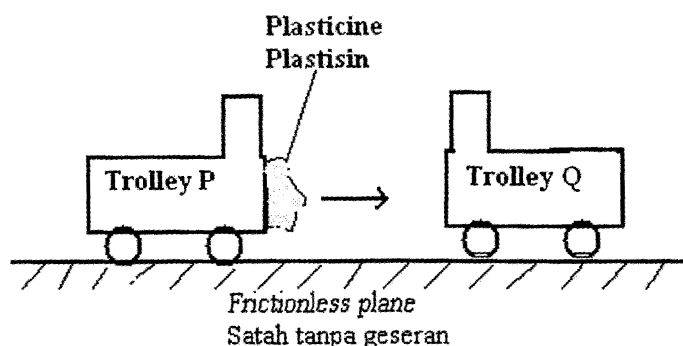 Plasticine
Plastisin
Trolley P
Trolley Q
Frictionless plane
Satah tanpa geseran